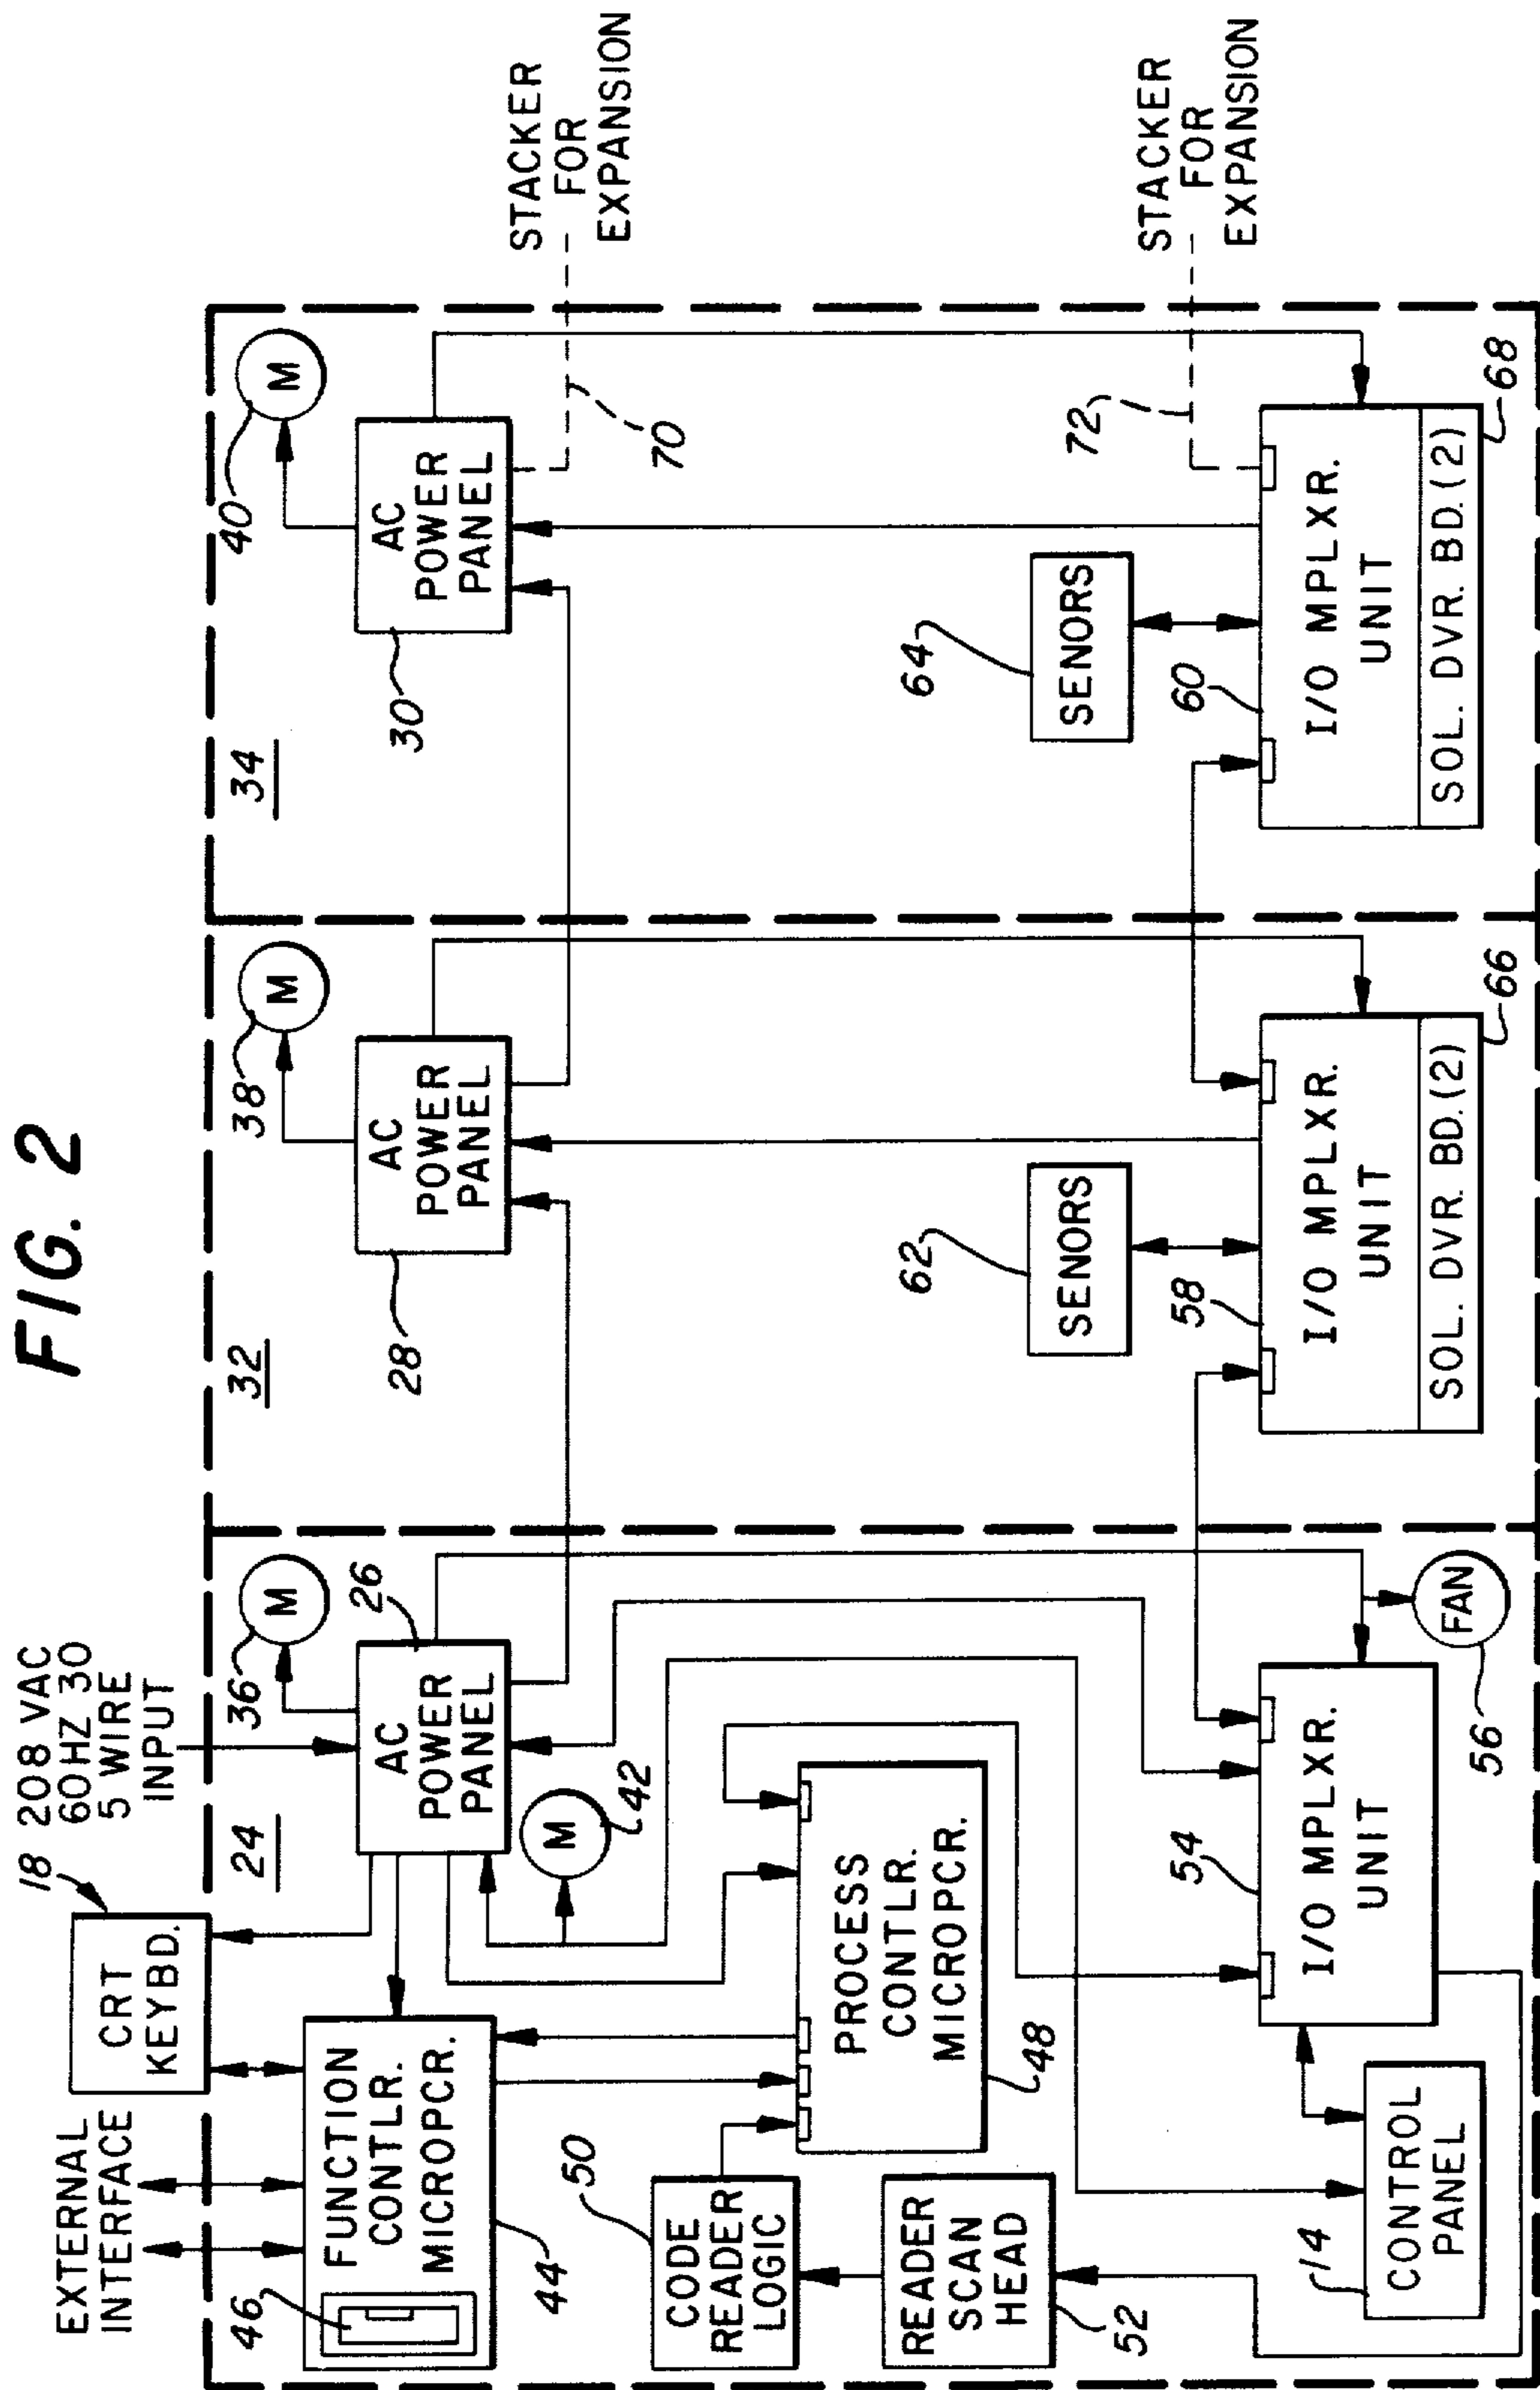 FIG. 2
EXTERNAL
INTERFACE
CRT
KEYBD.
18
208 VAC
60HZ 30
5 WIRE
INPUT
24
32
34
46
FUNCTION
CONTLR.
MICROPCR.
44
36
M
AC
POWER
PANEL
26
M
42
38
M
AC
POWER
PANEL
28
40
M
AC
POWER
PANEL
30
70
STACKER
FOR
EXPANSION
50
CODE
READER
LOGIC
READER
SCAN
HEAD
52
PROCESS
CONTLR.
MICROPCR.
48
14
CONTROL
PANEL
54
I/O MPLXR.
UNIT
FAN
56
62
SENORS
58
I/O MPLXR.
UNIT
SOL. DVR. BD. (2)
66
64
SENORS
60
I/O MPLXR.
UNIT
SOL. DVR. BD. (2)
68
72
STACKER
FOR
EXPANSION